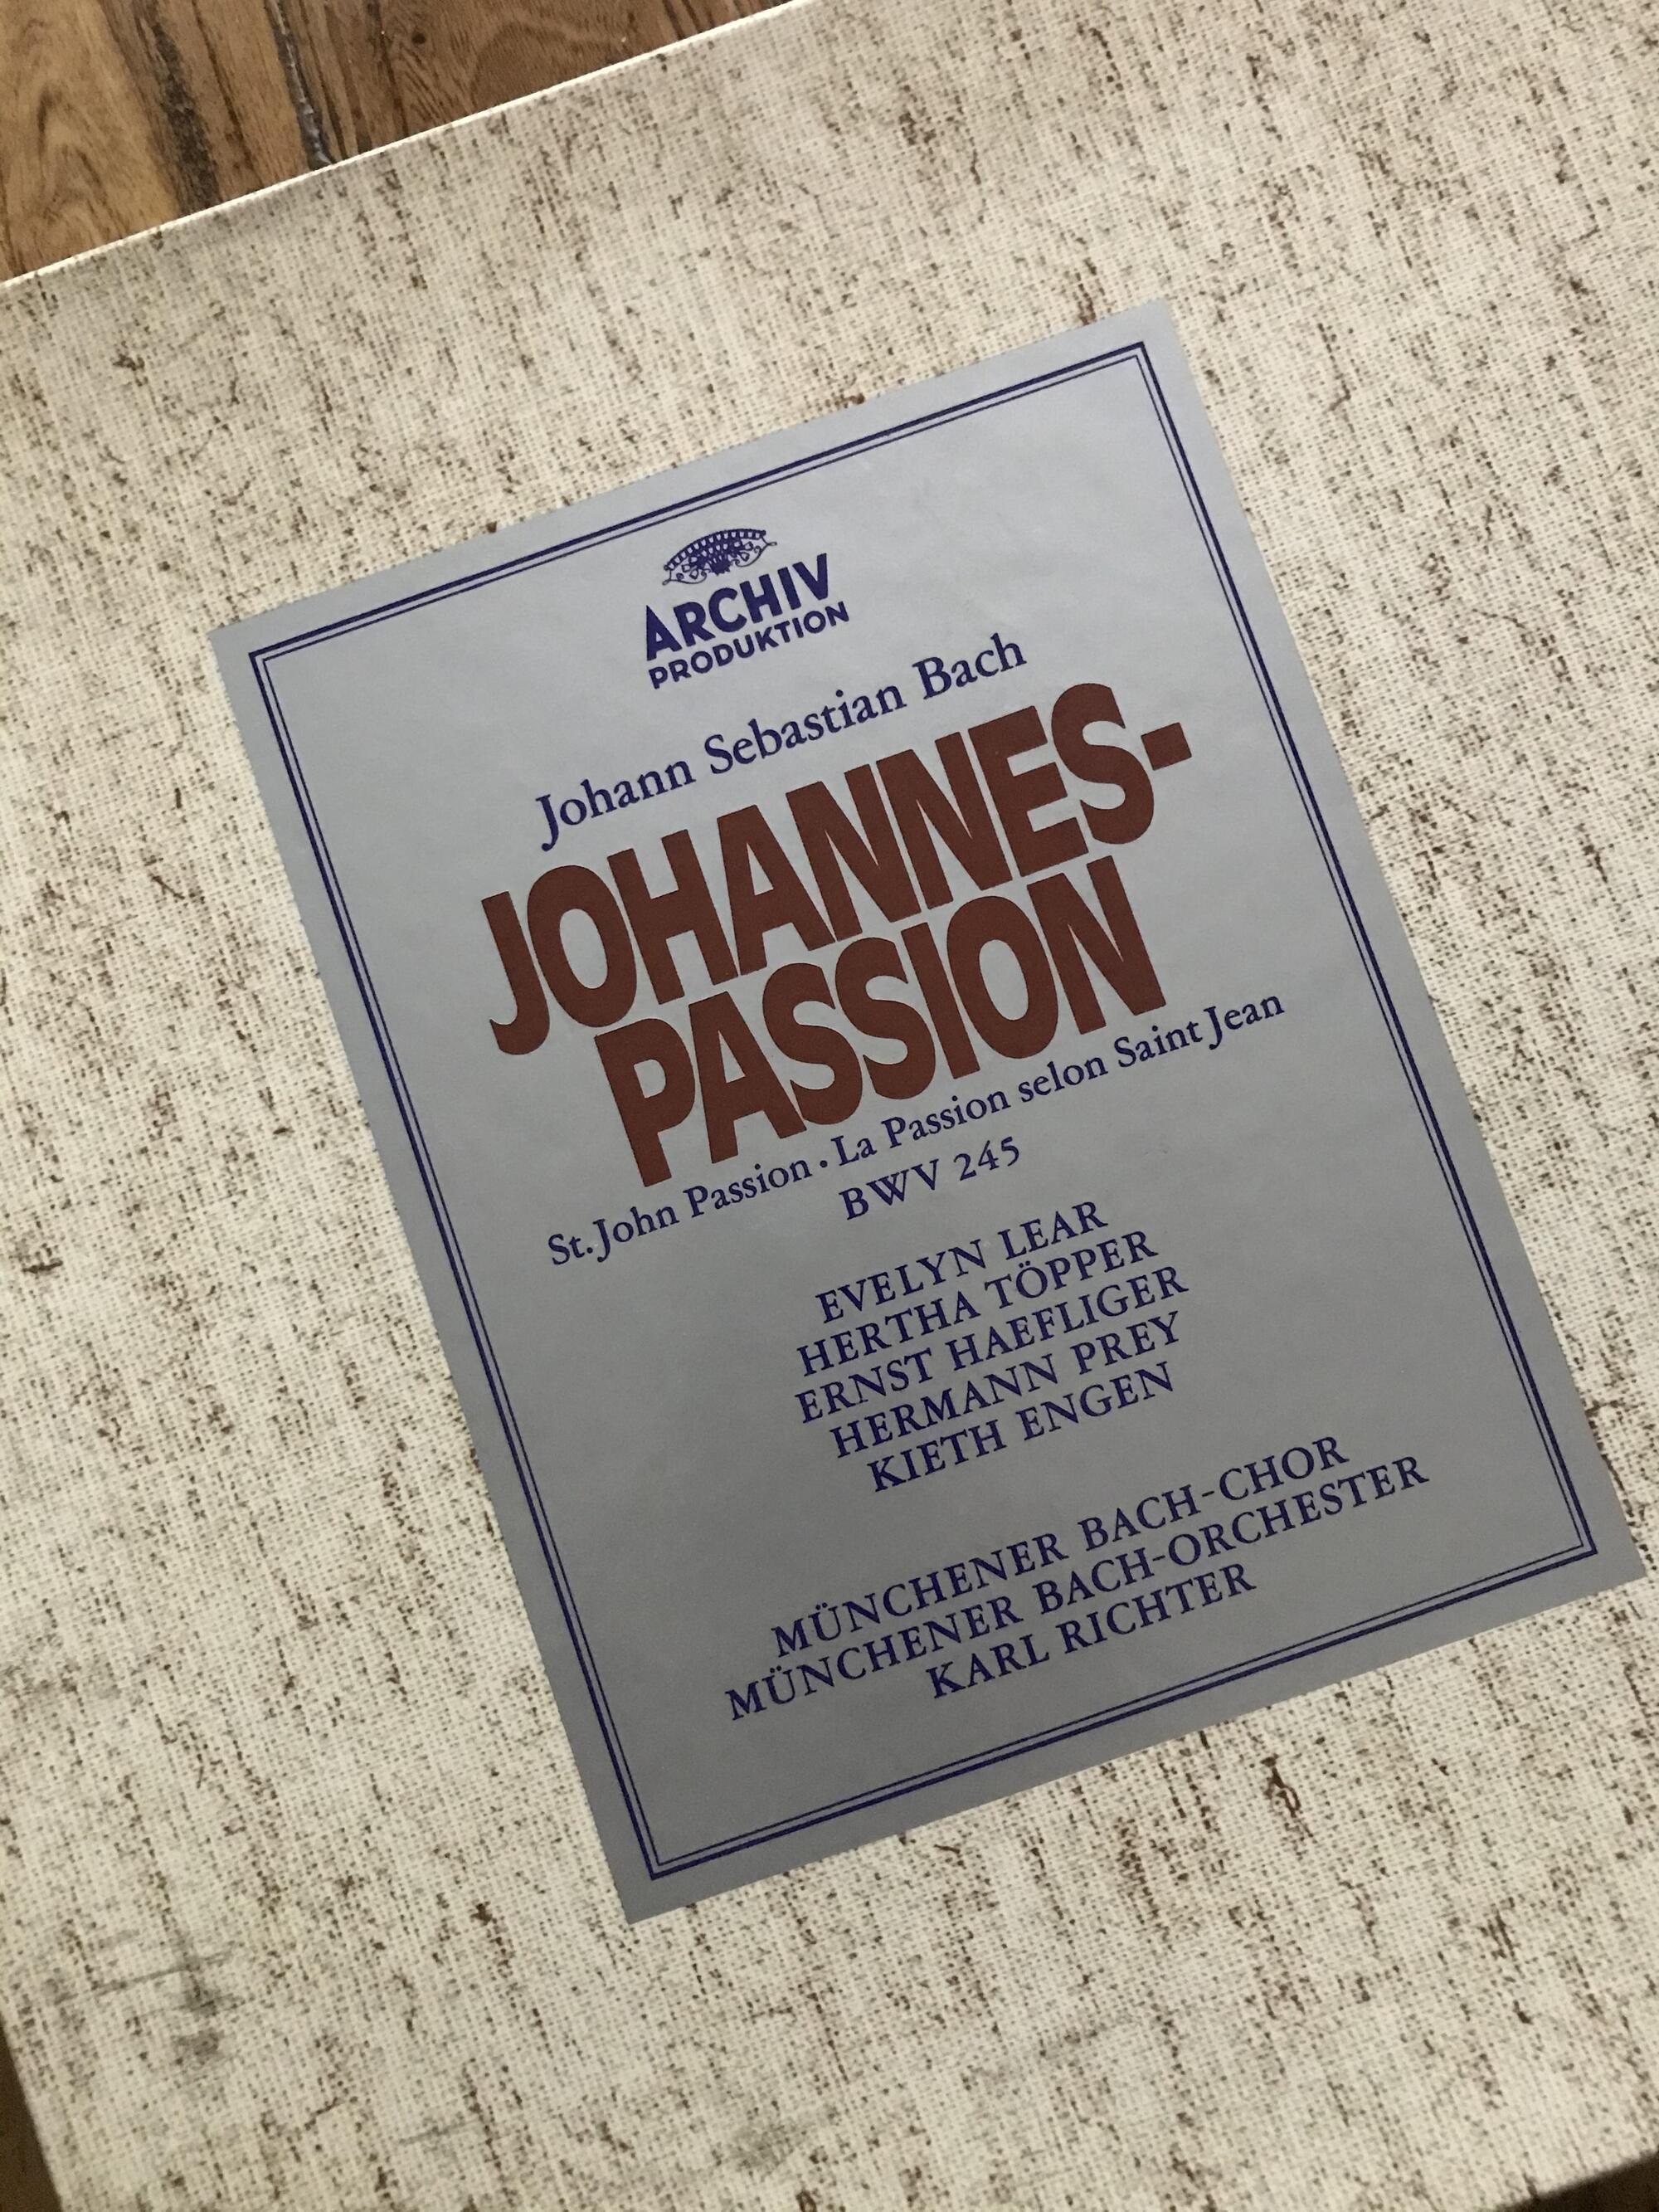 ARCHIV
PRODUKTION
Johann Sebastian Bach
JOHANNES-
PASSION
St. John Passion · La Passion selon Saint Jean
BWV 245
EVELYN LEAR
HERTHA TÖPPER
ERNST HAEFLIGER
HERMANN PREY
KIETH ENGEN
MÜNCHENER BACH-CHOR
MÜNCHENER BACH-ORCHESTER
KARL RICHTER